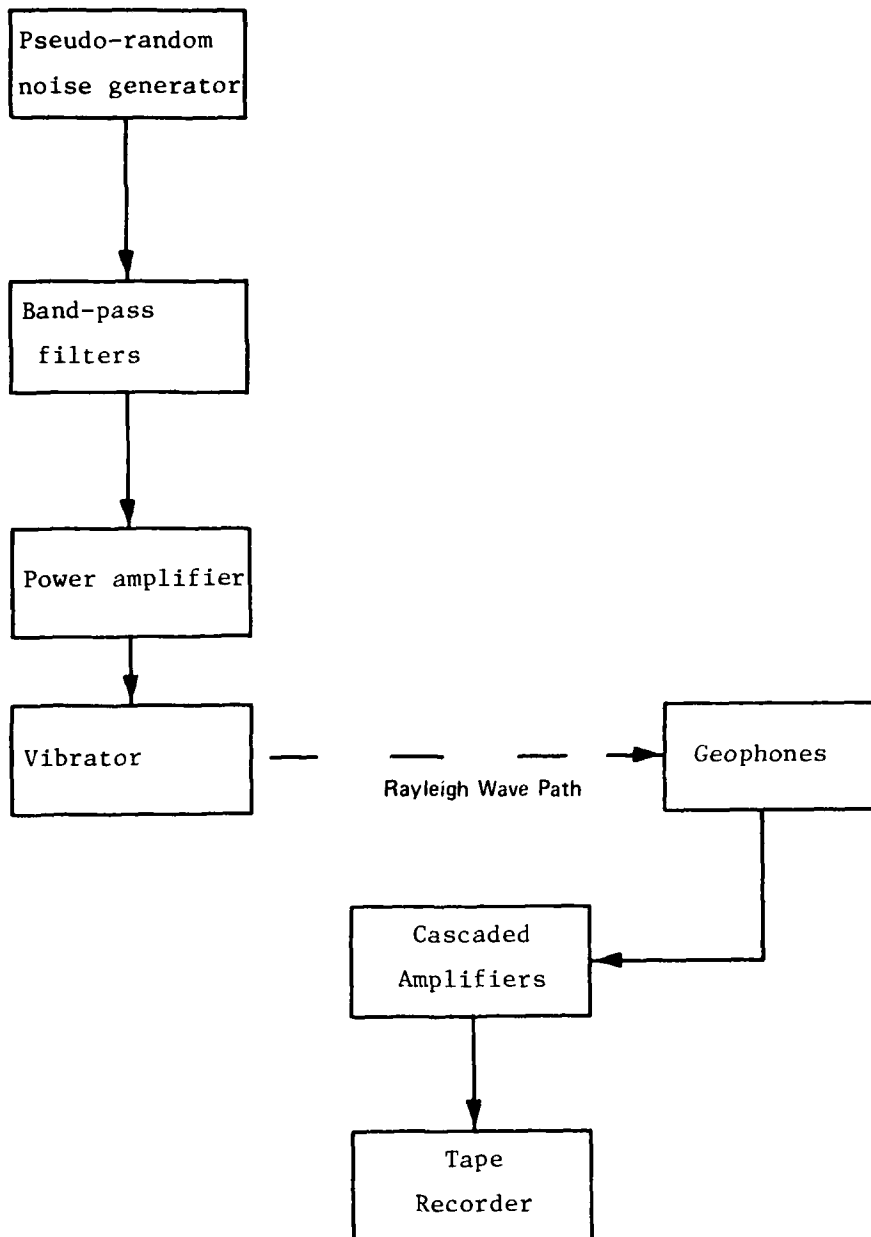 Pseudo-random
noise generator
Band-pass
filters
Power amplifier
Vibrator
Rayleigh Wave Path
Geophones
Cascaded
Amplifiers
Tape
Recorder